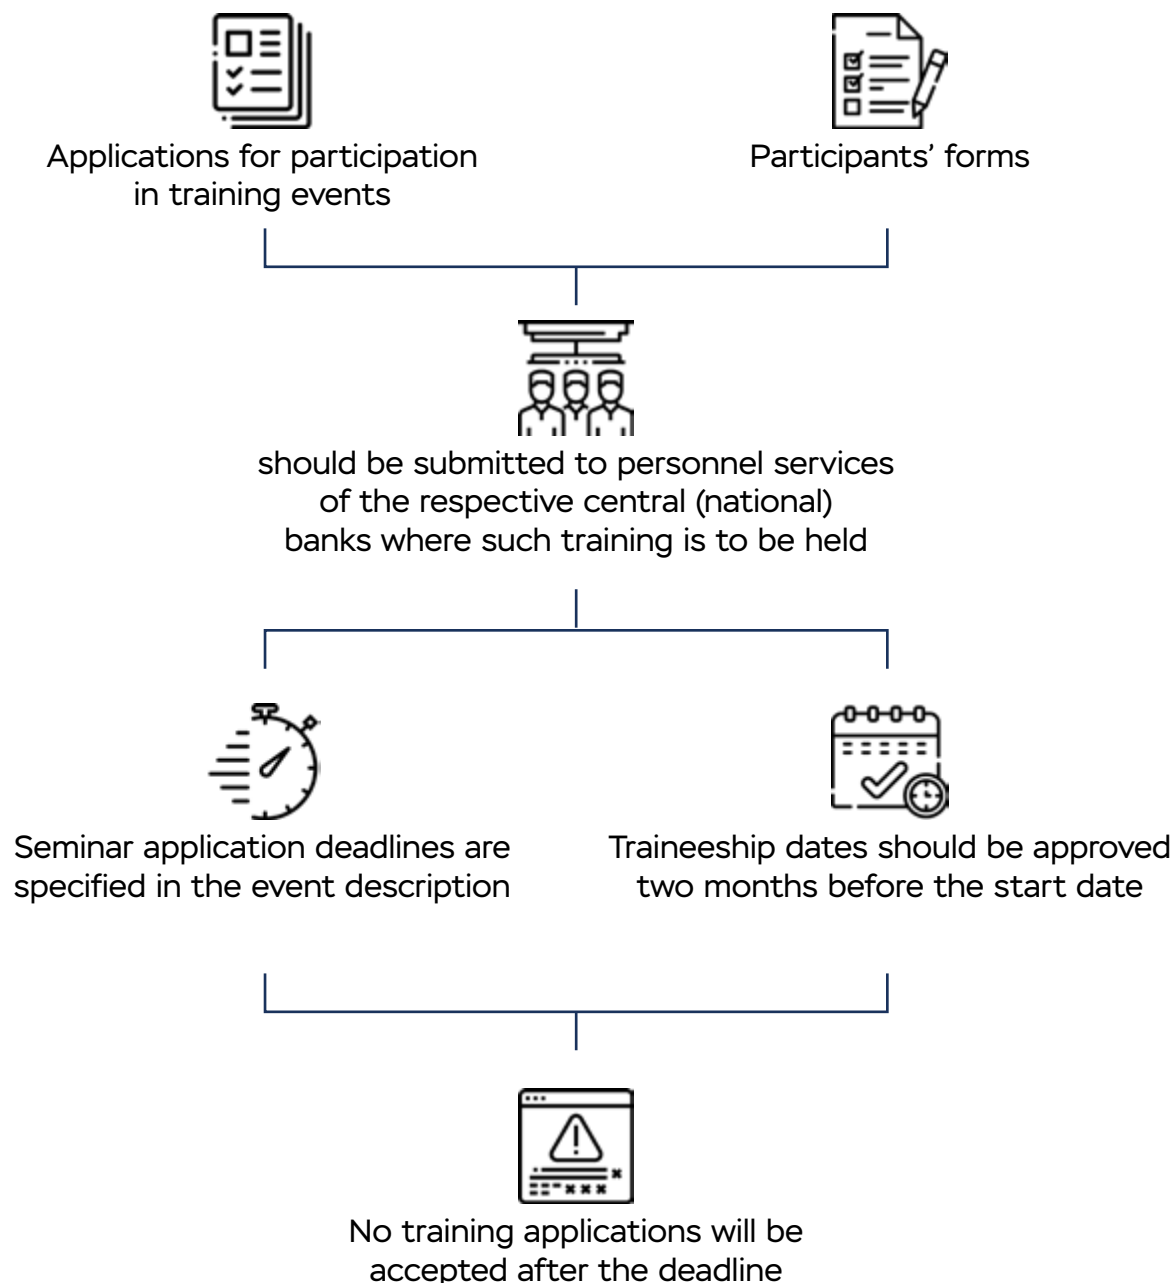 Applications for participation
in training events
Participants' forms
should be submitted to personnel services
of the respective central (national)
banks where such training is to be held
Seminar application deadlines are
specified in the event description
Traineeship dates should be approved
two months before the start date
No training applications will be
accepted after the deadline